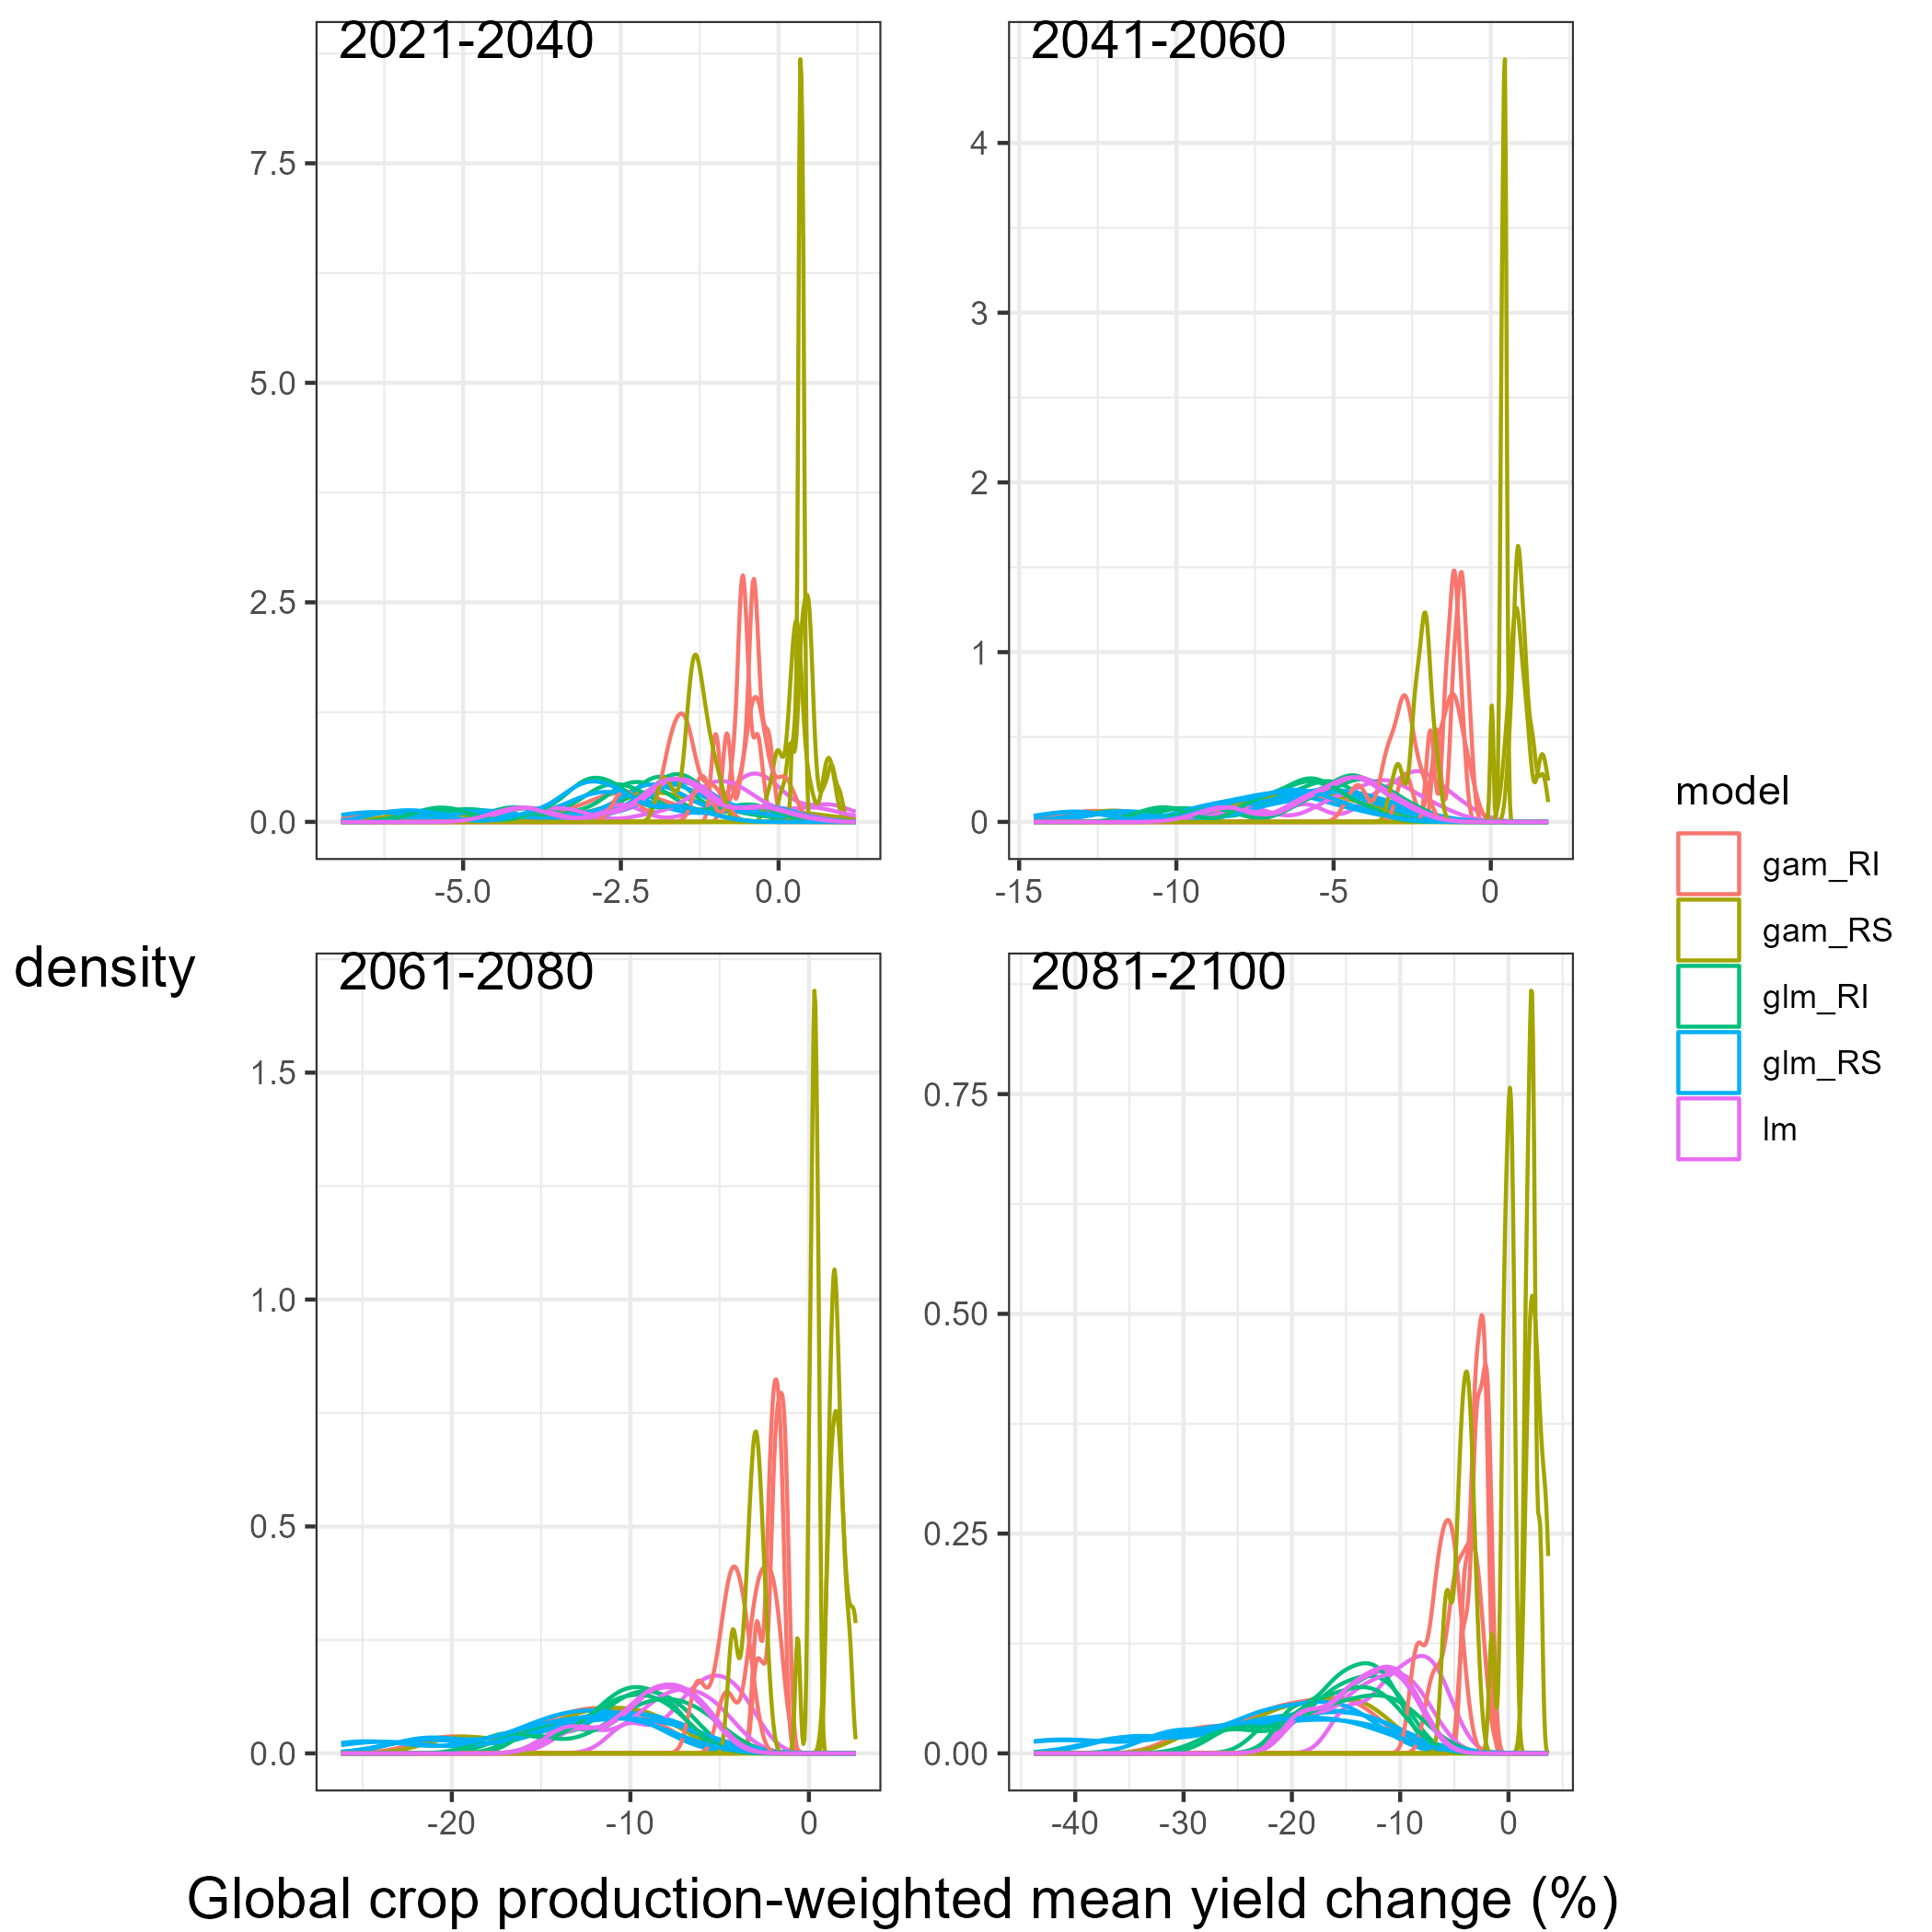 2021-2040
2041-2060
7.5
5.0
2.5
0.0
4
3
2
1
0
-5.0 -2.5 0.0
-15 -10 -5 0
density
2061-2080
2081-2100
1.5
1.0
0.5
0.0
0.75
0.50
0.25
0.00
-20 -10 0
-40 -30 -20 -10 0
Global crop production-weighted mean yield change (%)
model
gam_RI
gam_RS
glm_RI
glm_RS
lm